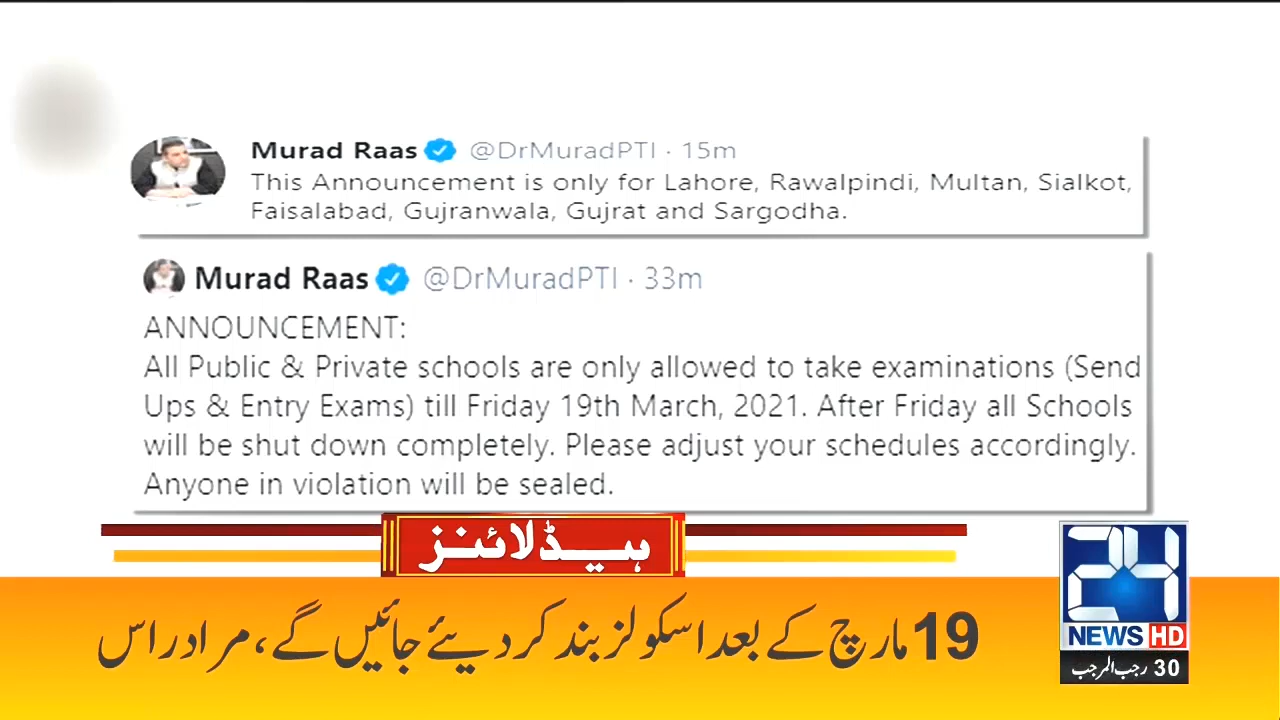 Murad Raas @DrMuradPTI · 15m
This Announcement is only for Lahore, Rawalpindi, Multan, Sialkot,
Faisalabad, Gujranwala, Gujrat and Sargodha.
Murad Raas @DrMuradPTI · 33m
ANNOUNCEMENT:
All Public & Private schools are only allowed to take examinations (Send
Ups & Entry Exams) till Friday 19th March, 2021. After Friday all Schools
will be shut down completely. Please adjust your schedules accordingly.
Anyone in violation will be sealed.
ہیڈلائنز
19 مارچ کے بعد اسکولز بند کر دیئے جائیں گے، مراد راس
24
NEWS HD
30 رجب المرجب